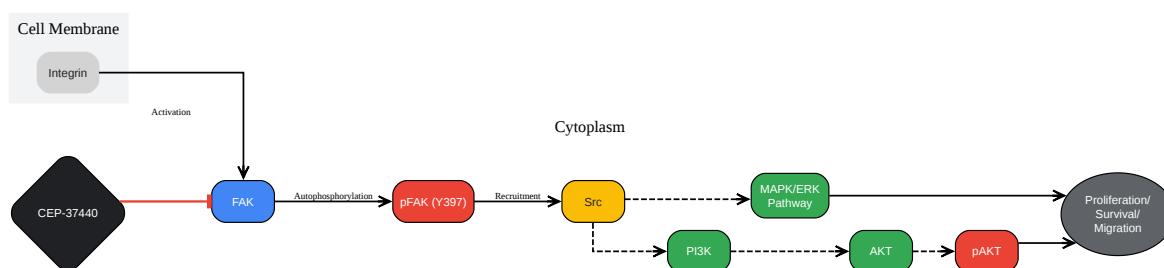 Cell Membrane
Integrin
Activation
Cytoplasm
CEP-37440
FAK
Autophosphorylation
pFAK (Y397)
Recruitment
Src
MAPK/ERK
Pathway
Proliferation/
Survival/
Migration
PI3K
AKT
pAKT